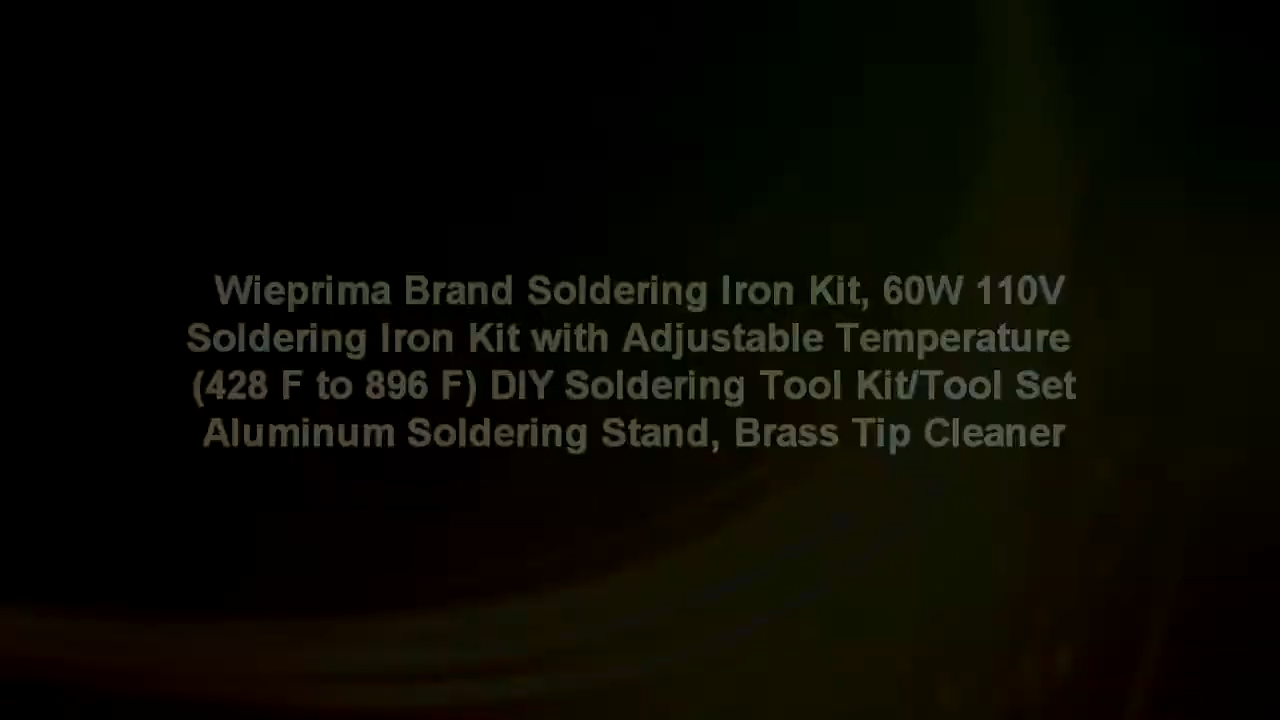 Wieprima Brand Soldering Iron Kit, 60W 110V
Soldering Iron Kit with Adjustable Temperature
(428 F to 896 F) DIY Soldering Tool Kit/Tool Set
Aluminum Soldering Stand, Brass Tip Cleaner